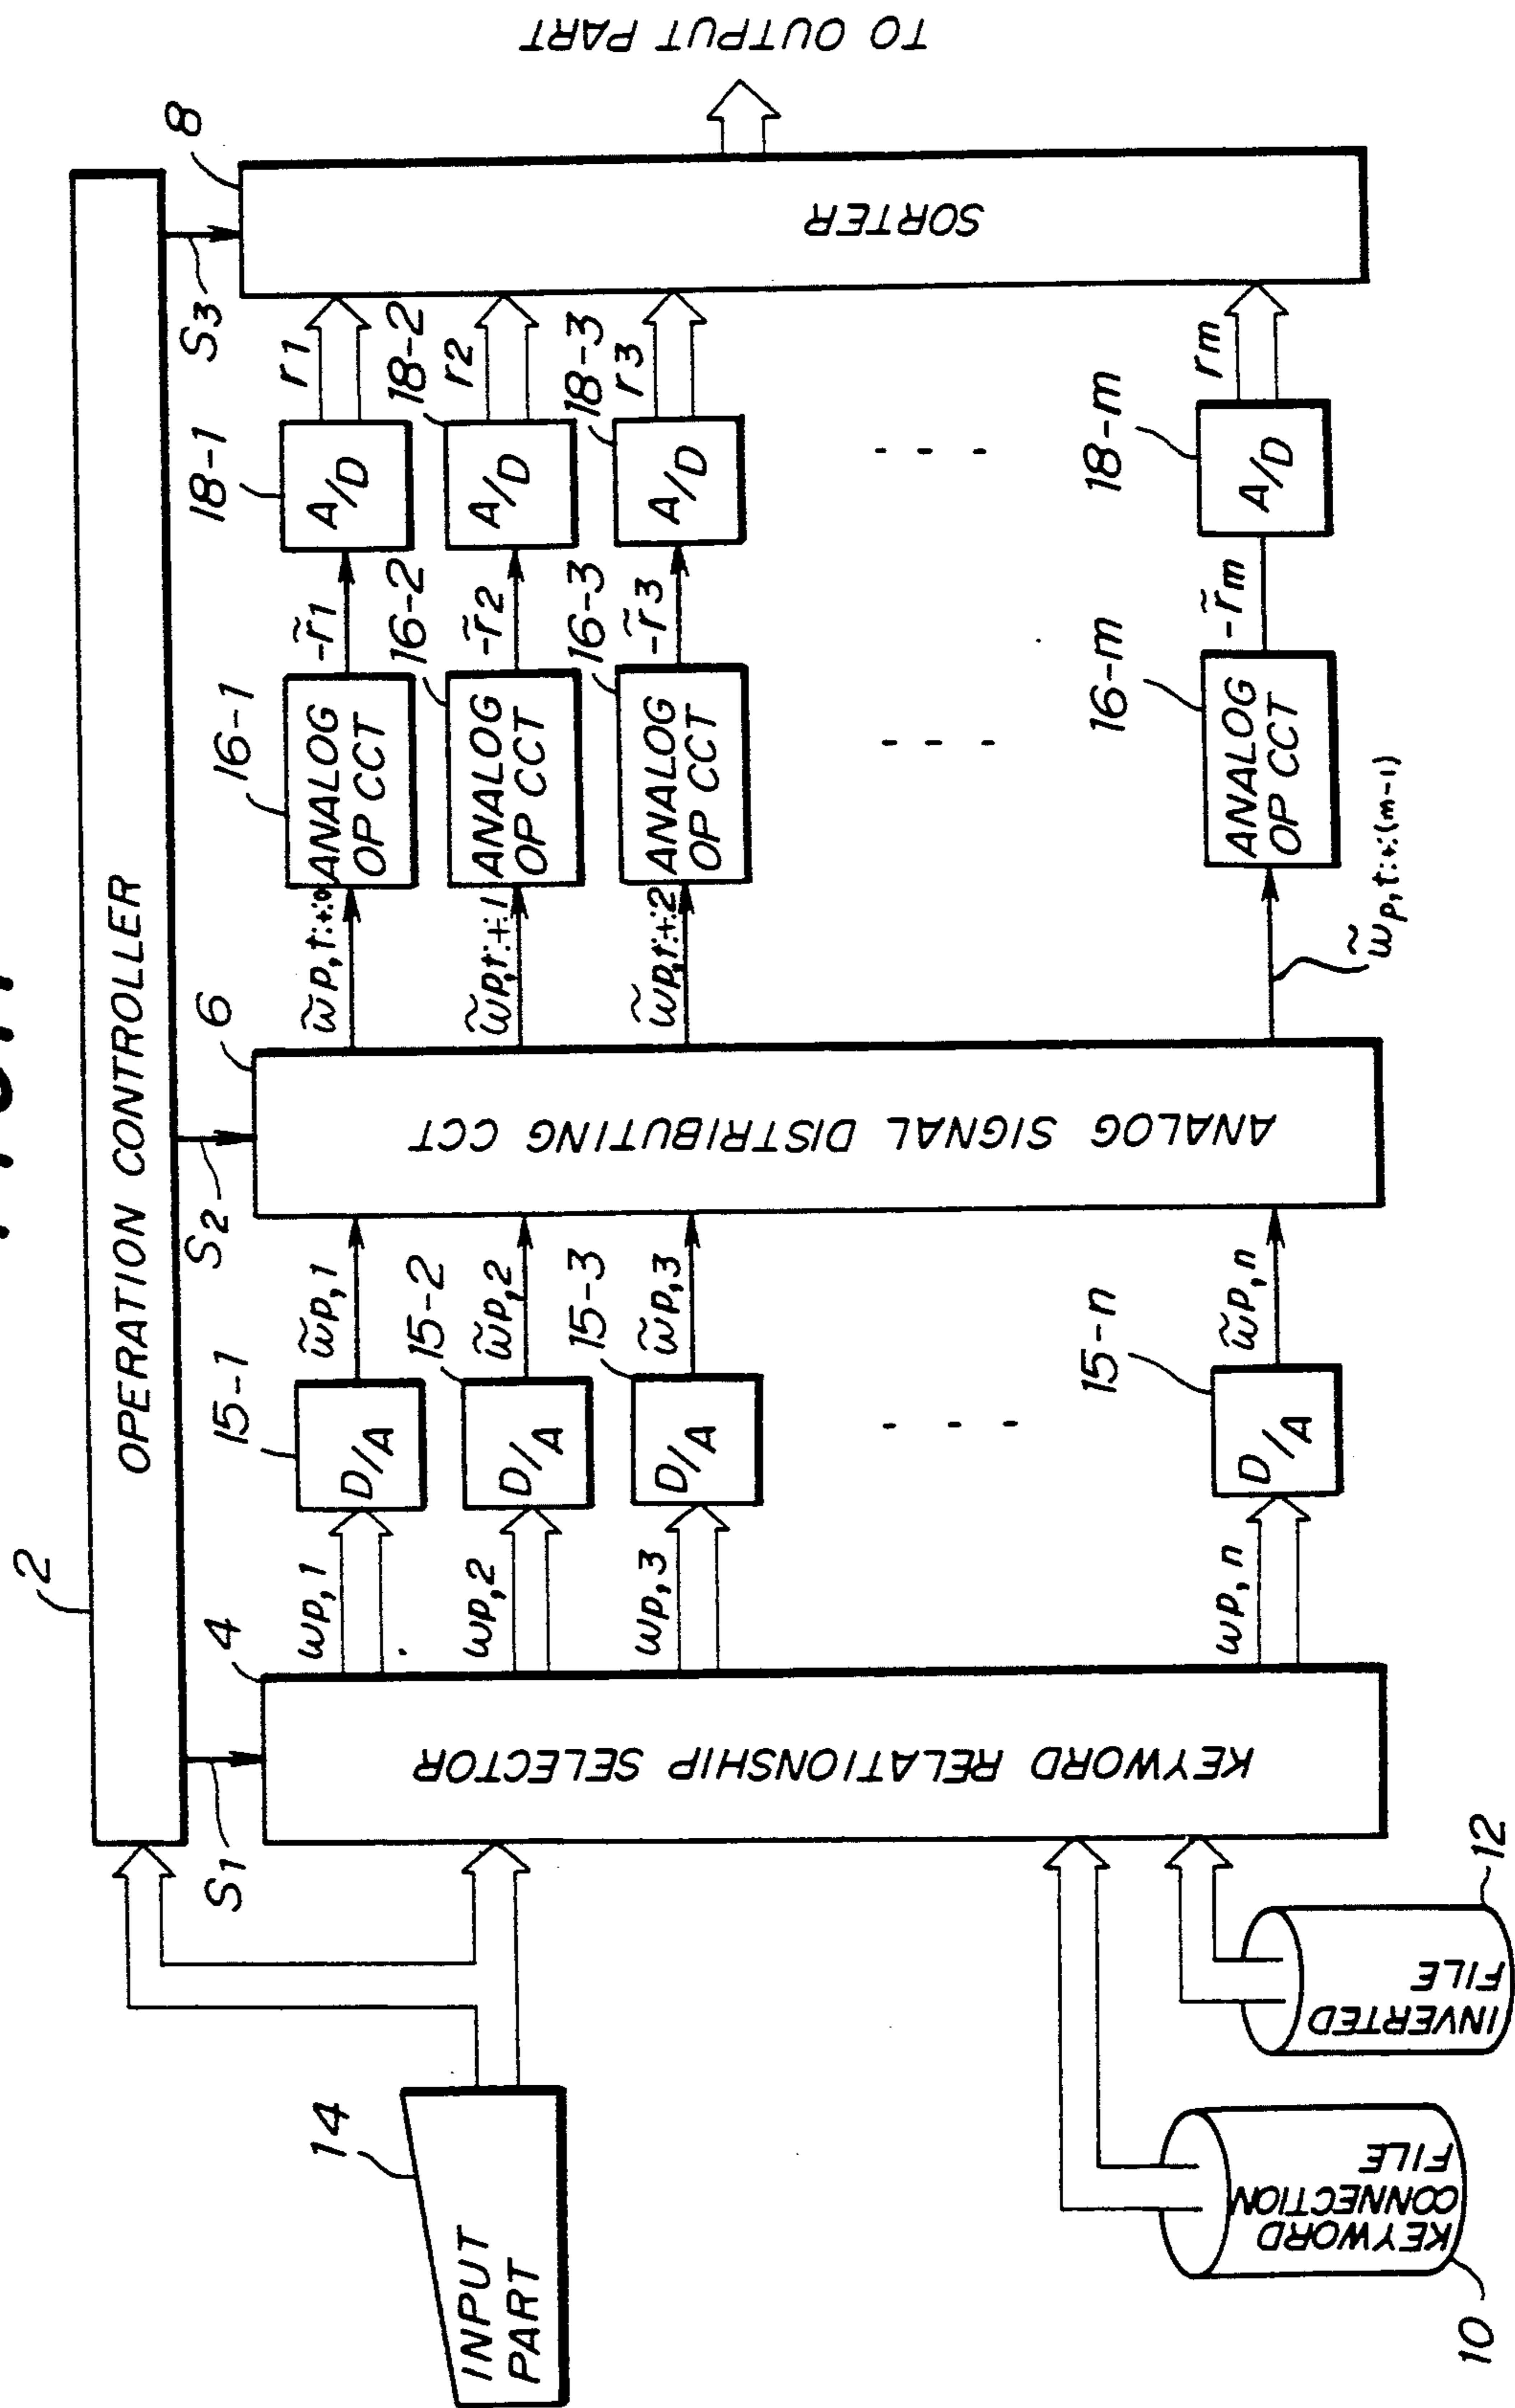 2
OPERATION CONTROLLER
S1
S2
S3
14
INPUT
PART
10
KEYWORD
CONNECTION
FILE
12
INVERTED
FILE
4
KEYWORD RELATIONSHIP SELECTOR
wp,1
wp,2
wp,3
wp,n
15-1
D/A
15-2
D/A
15-3
D/A
- - -
15-n
D/A
w̃p,1
w̃p,2
w̃p,3
w̃p,n
6
ANALOG SIGNAL DISTRIBUTING CCT
w̃p,t∹+∹0
w̃p,t∹+∹1
w̃p,t∹+∹2
w̃p,t∹+∹(m-1)
16-1
ANALOG
OP CCT
16-2
ANALOG
OP CCT
16-3
ANALOG
OP CCT
- - -
16-m
ANALOG
OP CCT
-r̃1
-r̃2
-r̃3
-r̃m
18-1
A/D
18-2
A/D
18-3
A/D
- - -
18-m
A/D
r1
r2
r3
rm
8
SORTER
TO OUTPUT PART